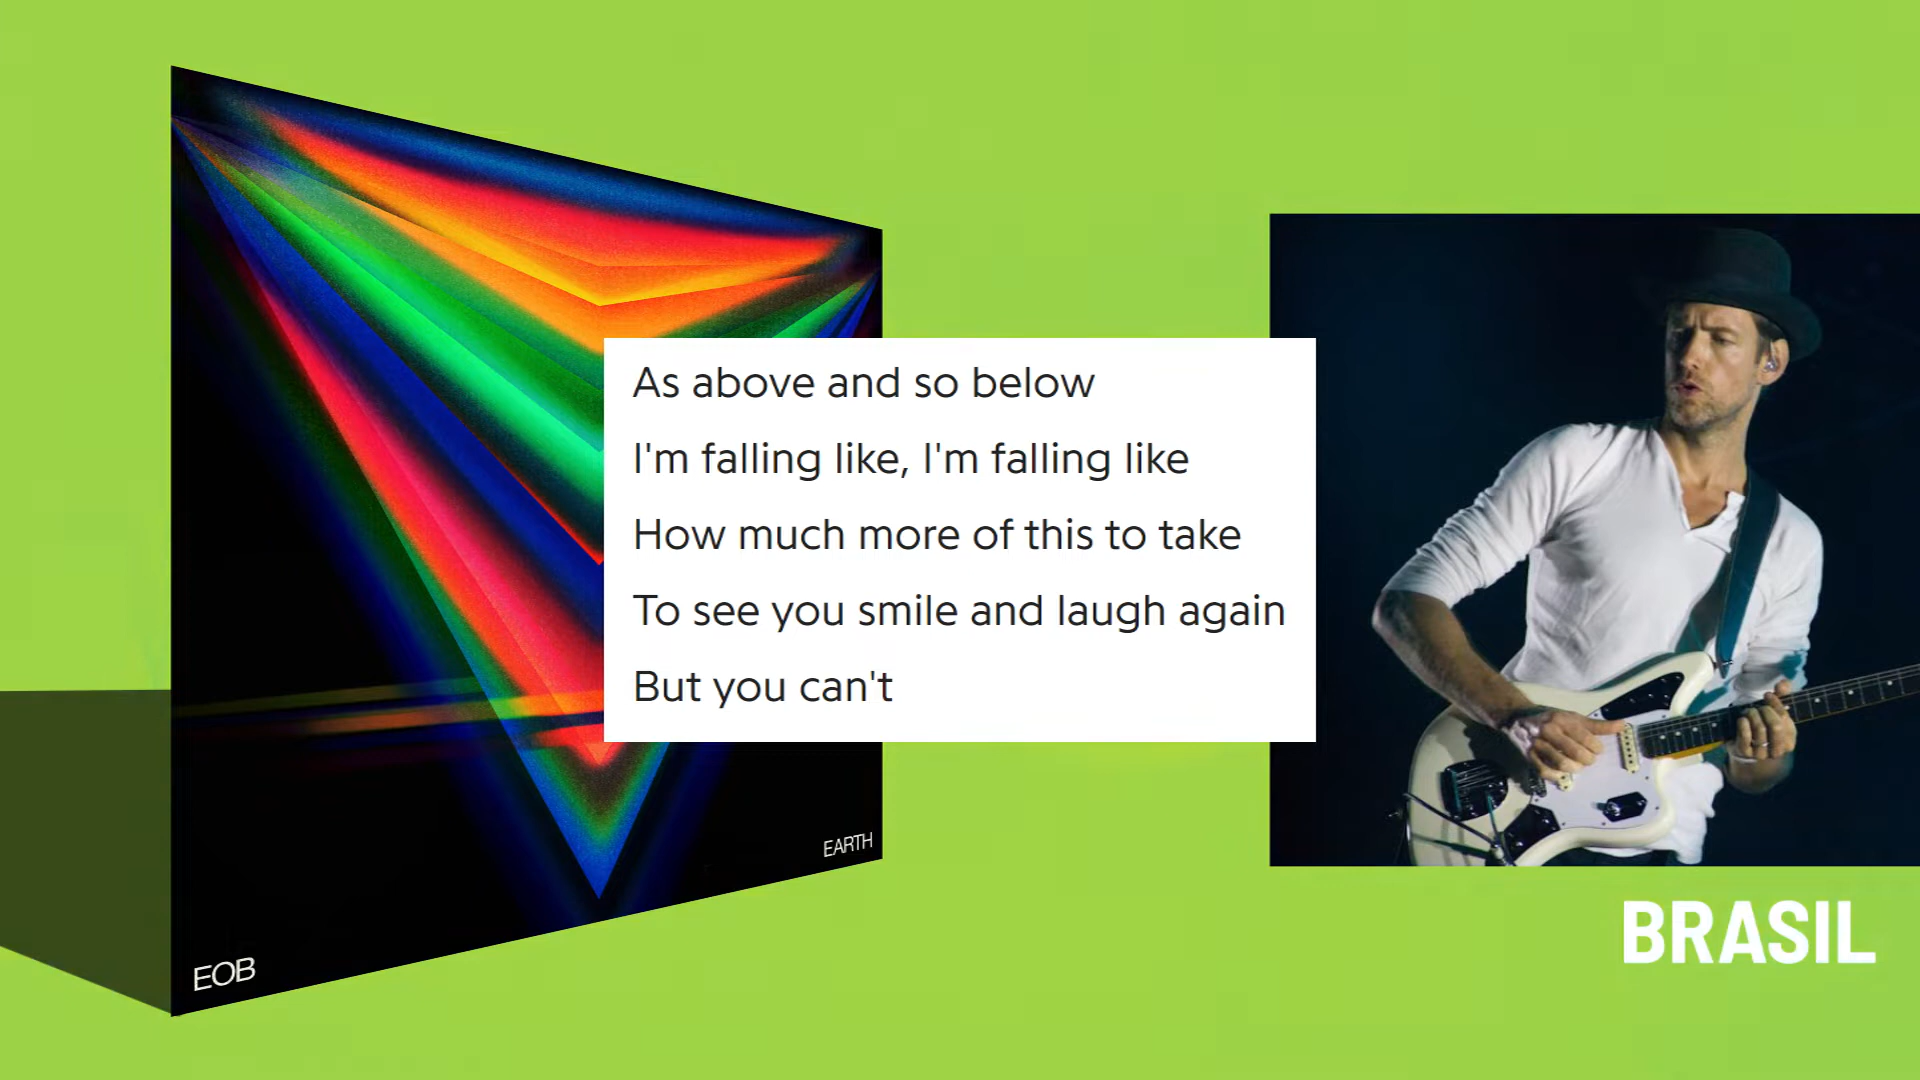 As above and so below
I'm falling like, I'm falling like
How much more of this to take
To see you smile and laugh again
But you can't
EARTH
EOB
BRASIL